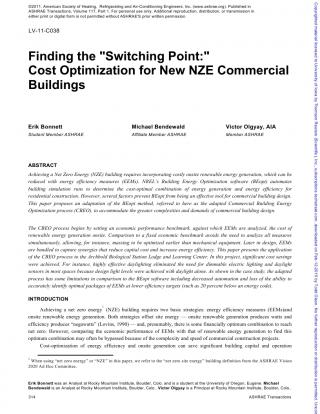 ©2011, American Society of Heating, Refrigerating and Air-Conditioning Engineers, Inc. (www.ashrae.org). Published in
ASHRAE Transactions, Volume 117, Part 1. For personal use only. Additional reproduction, distribution, or transmission in
either print or digital form is not permitted without ASHRAE's prior written permission.
LV-11-C038
Finding the "Switching Point:"
Cost Optimization for New NZE Commercial
Buildings
Erik Bonnett Michael Bendewald Victor Olgyay, AIA
Student Member ASHRAE Affiliate Member ASHRAE Member ASHRAE
ABSTRACT
Achieving a Net Zero Energy (NZE) building requires incorporating costly onsite renewable energy generation, which can be
reduced with energy efficiency measures (EEMs). NREL's Building Energy Optimization software (BEopt) automates
building simulation runs to determine the cost-optimal combination of energy generation and energy efficiency for
residential construction. However, several factors prevent BEopt from being an effective tool for commercial building design.
This paper proposes an adaptation of the BEopt method, referred to here as the adapted Commercial Building Energy
Optimization process (CBEO), to accommodate the greater complexities and demands of commercial building design.
The CBEO process begins by setting an economic performance benchmark, against which EEMs are analyzed, the cost of
renewable energy generation onsite. Comparison to a fixed economic benchmark avoids the need to analyze all measures
simultaneously, allowing, for instance, massing to be optimized earlier than mechanical equipment. Later in design, EEMs
are bundled to capture synergies that reduce capital cost and increase energy efficiency. This paper presents the application
of the CBEO process in the Archbold Biological Station Lodge and Learning Center. In this project, significant cost savings
were achieved. For instance, highly effective daylighting eliminated the need for dimmable electric lighting and daylight
sensors in most spaces because design light levels were achieved with daylight alone. As shown in the case study, the adapted
process has some limitations in comparison to the BEopt software including decreased automation and less of the ability to
accurately identify optimal packages of EEMs at lower efficiency targets (such as 20 percent below an energy code).
INTRODUCTION
Achieving a net zero energy¹ (NZE) building requires two basic strategies: energy efficiency measures (EEMs)and
onsite renewable energy generation. Both strategies offset site energy — onsite renewable generation produces watts and
efficiency produces "negawatts" (Lovins, 1990) — and, presumably, there is some financially optimum combination to reach
net zero. However, comparing the economic performance of EEMs with that of renewable energy generation to find this
optimum combination may often be bypassed because of the complexity and speed of commercial construction projects.
Cost-optimization of energy efficiency and onsite generation can save significant building capital and operation
¹ When using "net zero energy" or "NZE" in this paper, we refer to the "net zero site energy" building definition from the ASHRAE Vision
2020 Ad Hoc Committee.
Erik Bonnett was an Analyst at Rocky Mountain Institute, Boulder, Colo. and is a student at the University of Oregon, Eugene. Michael
Bendewald is an Analyst at Rocky Mountain Institute, Boulder, Colo. Victor Olgyay is a Principal at Rocky Mountain Institute, Boulder, Colo.
314 ASHRAE Transactions